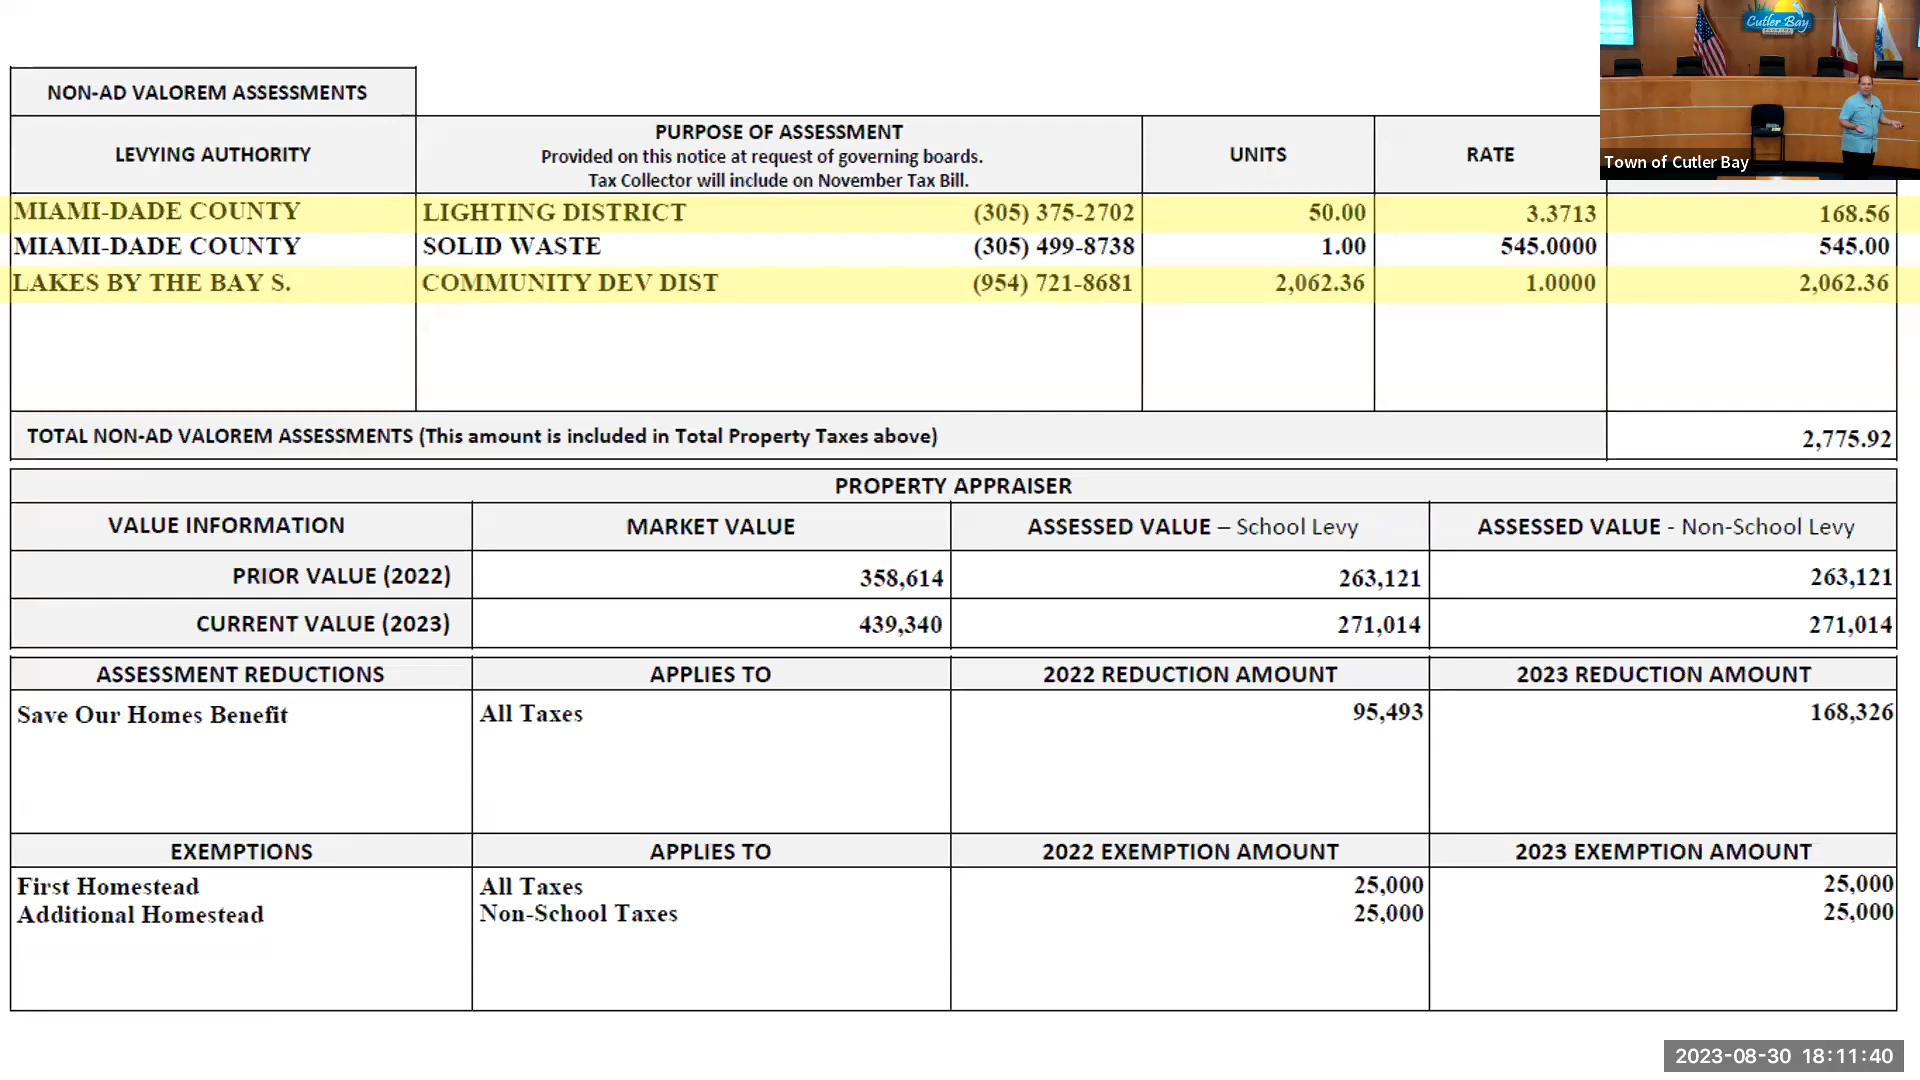 Cutler Bay
Town of Cutler Bay
NON-AD VALOREM ASSESSMENTS
LEVYING AUTHORITY
PURPOSE OF ASSESSMENT
Provided on this notice at request of governing boards.
Tax Collector will include on November Tax Bill.
UNITS
RATE
MIAMI-DADE COUNTY LIGHTING DISTRICT (305) 375-2702 50.00 3.3713 168.56
MIAMI-DADE COUNTY SOLID WASTE (305) 499-8738 1.00 545.0000 545.00
LAKES BY THE BAY S. COMMUNITY DEV DIST (954) 721-8681 2,062.36 1.0000 2,062.36
TOTAL NON-AD VALOREM ASSESSMENTS (This amount is included in Total Property Taxes above) 2,775.92
PROPERTY APPRAISER
VALUE INFORMATION MARKET VALUE ASSESSED VALUE – School Levy ASSESSED VALUE - Non-School Levy
PRIOR VALUE (2022) 358,614 263,121 263,121
CURRENT VALUE (2023) 439,340 271,014 271,014
ASSESSMENT REDUCTIONS APPLIES TO 2022 REDUCTION AMOUNT 2023 REDUCTION AMOUNT
Save Our Homes Benefit All Taxes 95,493 168,326
EXEMPTIONS APPLIES TO 2022 EXEMPTION AMOUNT 2023 EXEMPTION AMOUNT
First Homestead All Taxes 25,000 25,000
Additional Homestead Non-School Taxes 25,000 25,000
2023-08-30 18:11:40